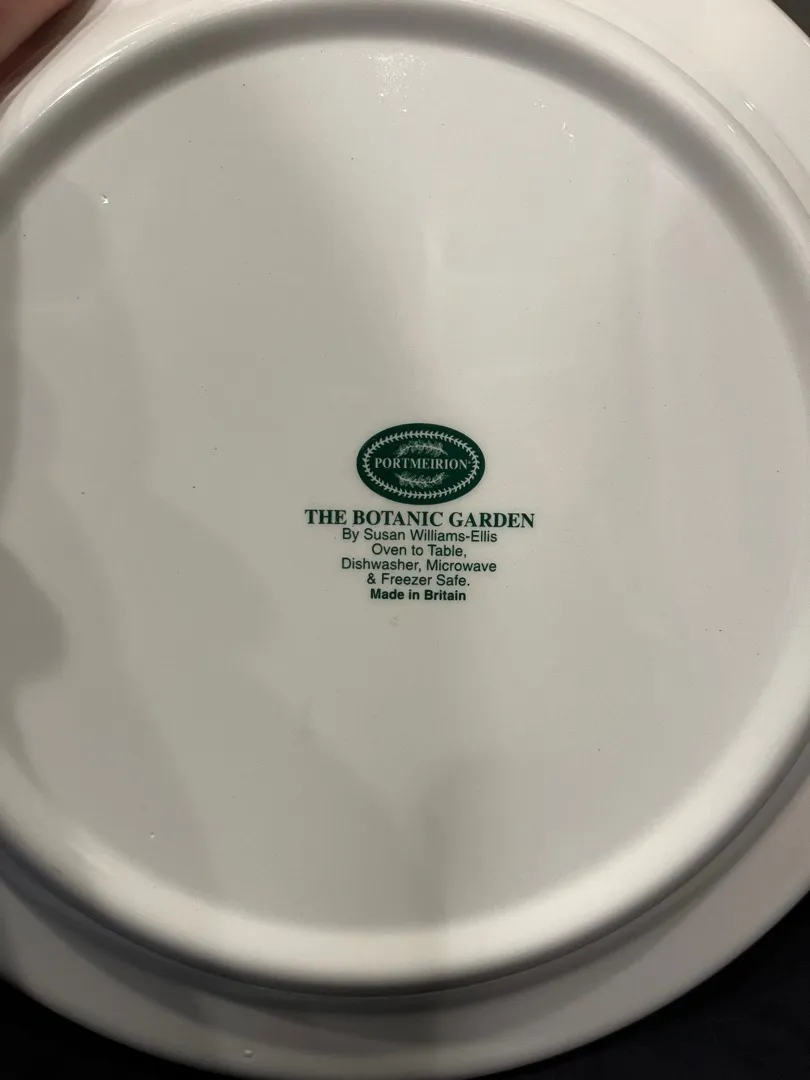 PORTMEIRION
THE BOTANIC GARDEN
By Susan Williams-Ellis
Oven to Table,
Dishwasher, Microwave
& Freezer Safe.
Made in Britain